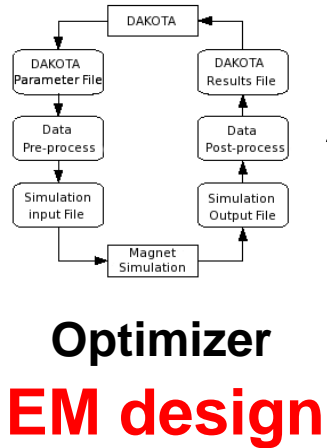 DAKOTA
DAKOTA
Parameter File
DAKOTA
Results File
Data
Pre-process
Data
Post-process
Simulation
input File
Simulation
Output File
Magnet
Simulation
Optimizer
EM design